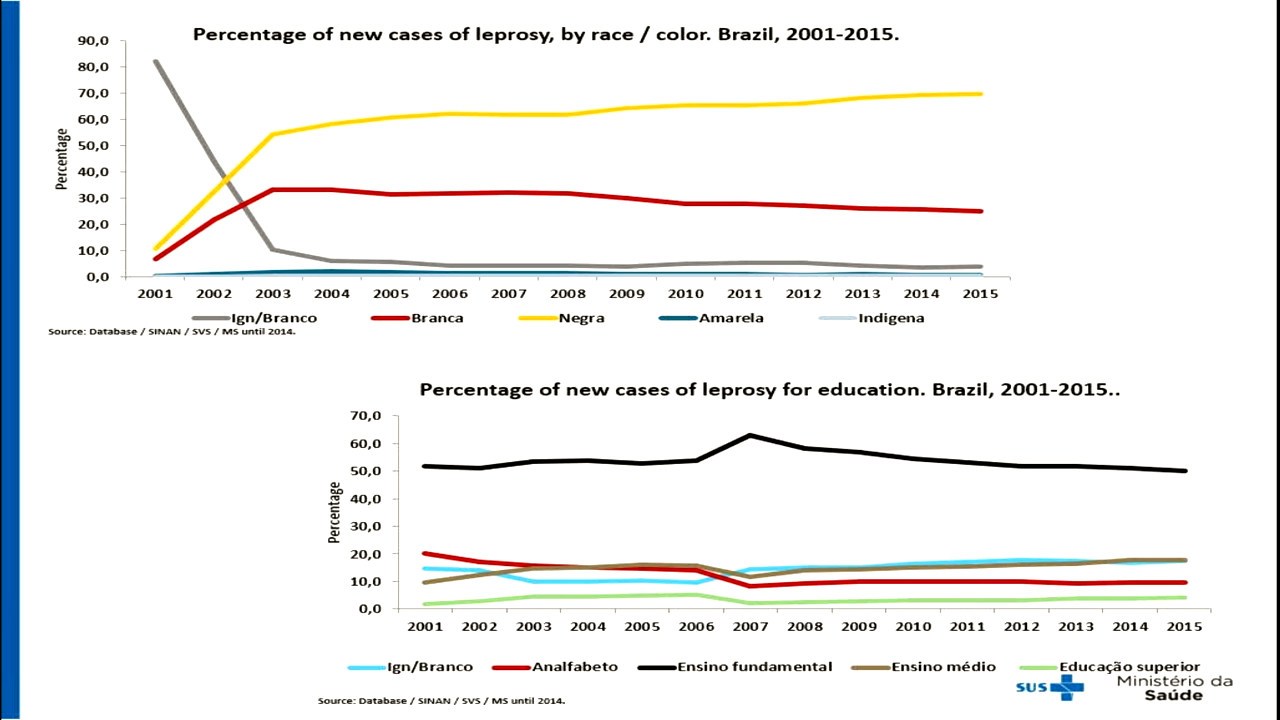 Percentage of new cases of leprosy, by race / color. Brazil, 2001-2015.
90,0
80,0
70,0
60,0
50,0
40,0
30,0
20,0
10,0
0,0
Percentage
2001 2002 2003 2004 2005 2006 2007 2008 2009 2010 2011 2012 2013 2014 2015
Ign/Branco Branca Negra Amarela Indigena
Source: Database / SINAN / SVS / MS until 2014.
Percentage of new cases of leprosy for education. Brazil, 2001-2015..
70,0
60,0
50,0
40,0
30,0
20,0
10,0
0,0
Percentage
2001 2002 2003 2004 2005 2006 2007 2008 2009 2010 2011 2012 2013 2014 2015
Ign/Branco Analfabeto Ensino fundamental Ensino médio Educação superior
SUS Ministério da
Saúde
Source: Database / SINAN / SVS / MS until 2014.